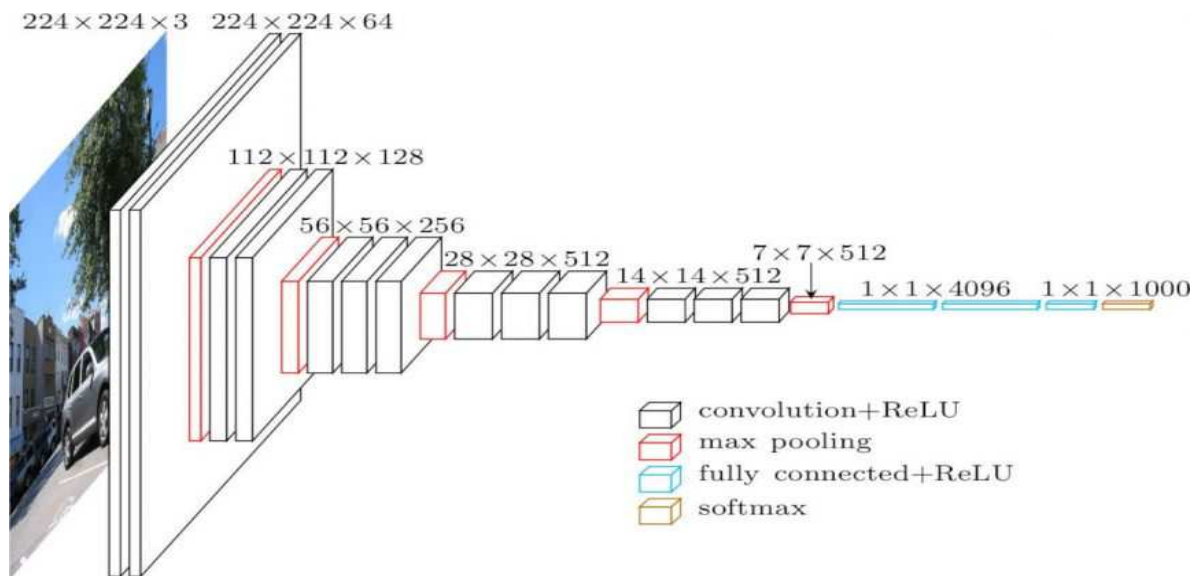 224×224×3
224×224×64
112×112×128
56×56×256
28×28×512
14×14×512
7×7×512
1×1×4096
1×1×1000
convolution+ReLU
max pooling
fully connected+ReLU
softmax